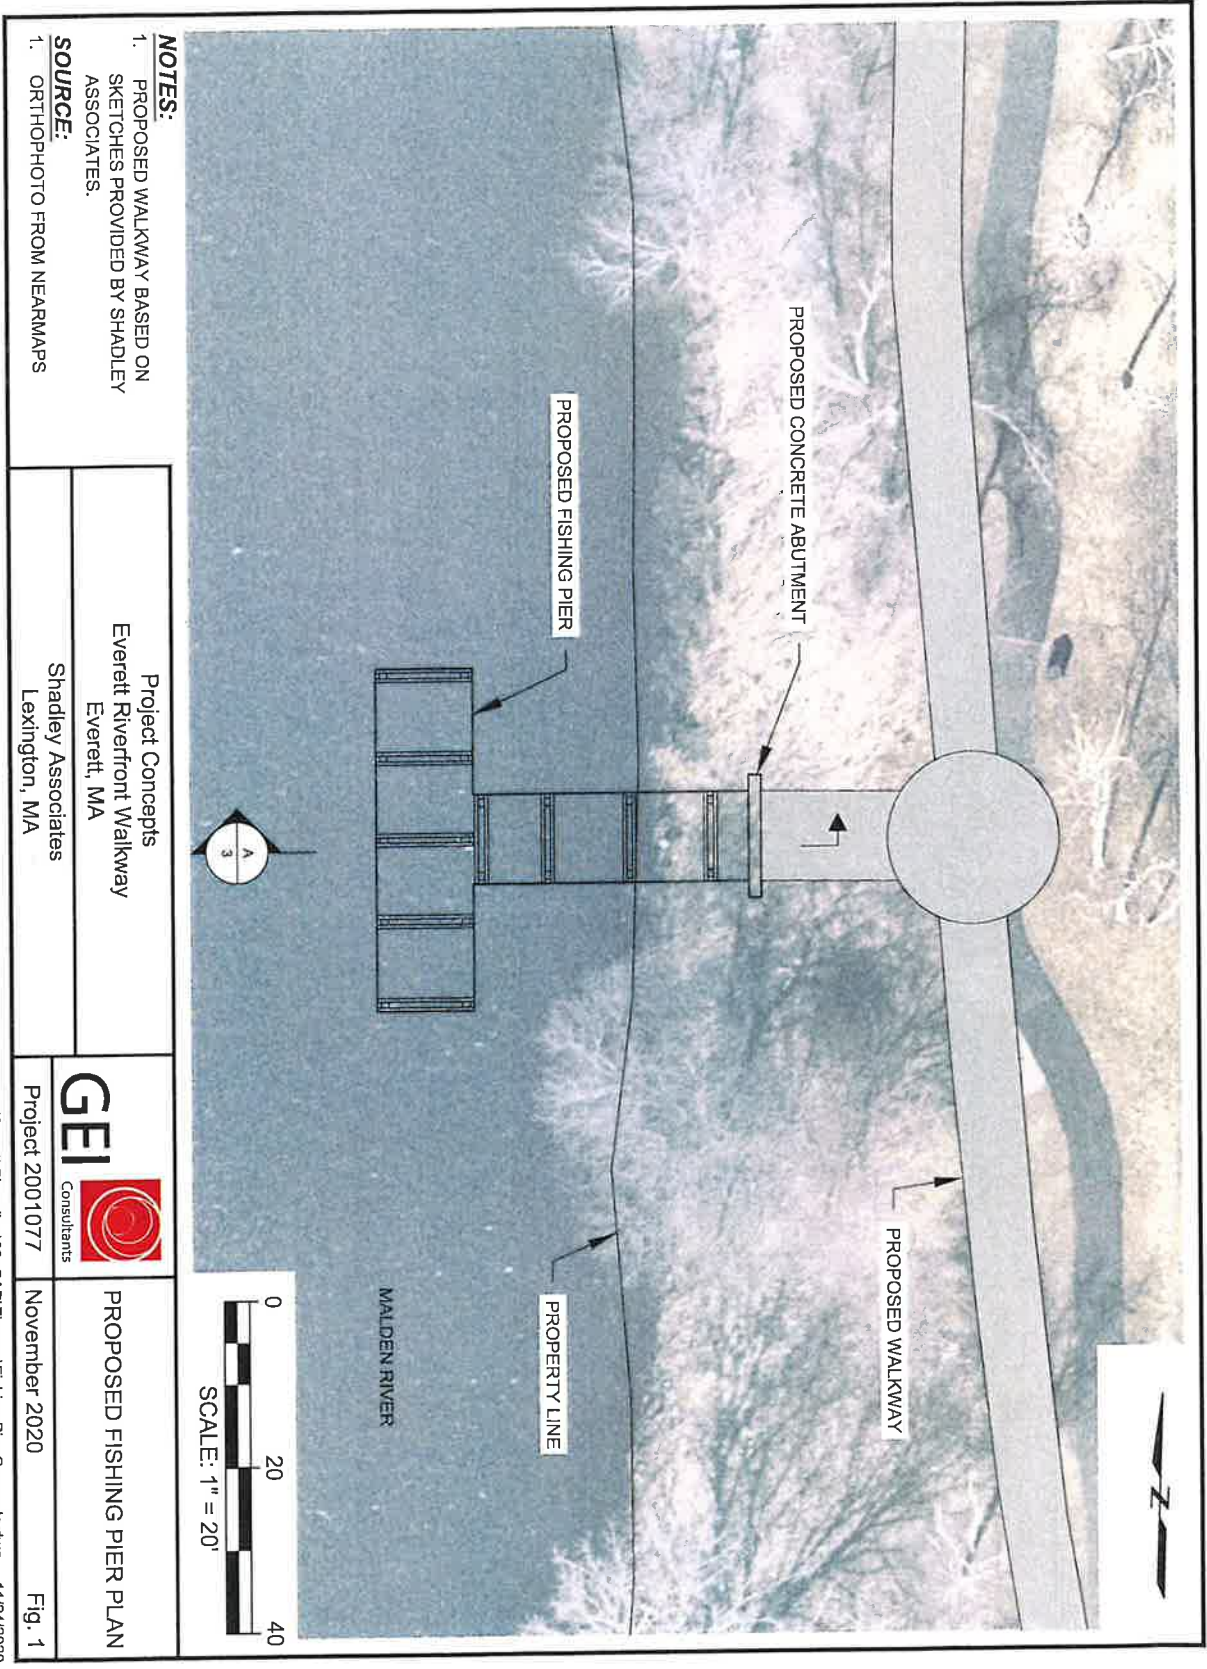 PROPOSED WALKWAY
PROPOSED CONCRETE ABUTMENT
PROPOSED FISHING PIER
PROPERTY LINE
MALDEN RIVER
Z
A
3
0 20 40
SCALE: 1" = 20'
NOTES:
1. PROPOSED WALKWAY BASED ON
SKETCHES PROVIDED BY SHADLEY
ASSOCIATES.
SOURCE:
1. ORTHOPHOTO FROM NEARMAPS
Project Concepts
Everett Riverfront Walkway
Everett, MA
Shadley Associates
Lexington, MA
GEI
Consultants
Project 2001077
PROPOSED FISHING PIER PLAN
November 2020
Fig. 1